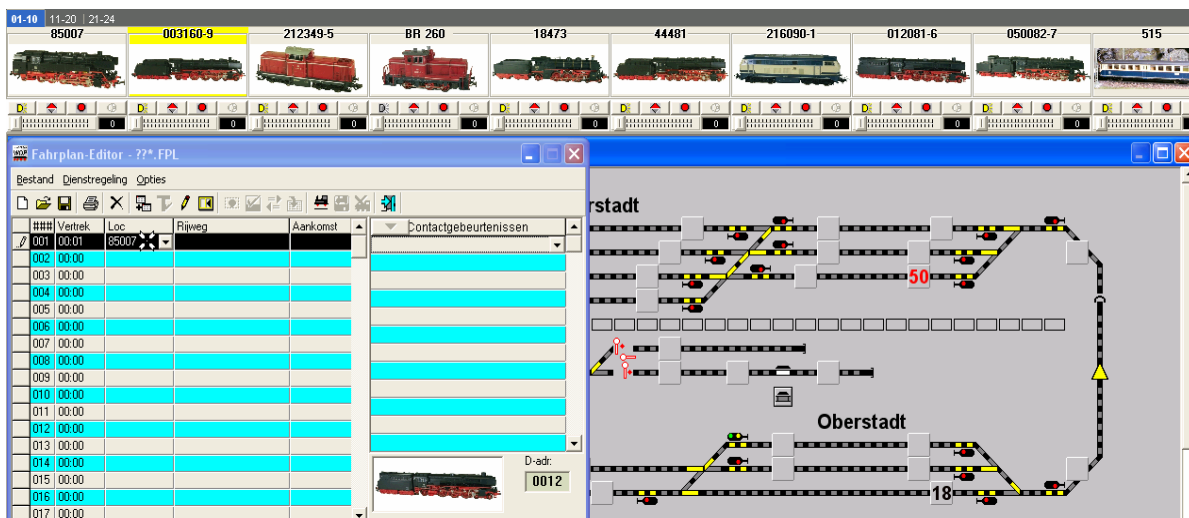 01-10 11-20 21-24
85007 003160-9 212349-5 BR 260 18473 44481 216090-1 012081-6 050082-7 515
D: D: D: D: D: D: D: D: D: D:
0 0 0 0 0 0 0 0 0 0
Fahrplan-Editor - ??*.FPL
Bestand Dienstregeling Opties
### Vertrek Loc Rijweg Aankomst Contactgebeurtenissen
001 00:01 85007
002 00:00
003 00:00
004 00:00
005 00:00
006 00:00
007 00:00
008 00:00
009 00:00
010 00:00
011 00:00
012 00:00
013 00:00
014 00:00
015 00:00
016 00:00
017 00:00
D-adr:
0012
rstadt
50
Oberstadt
18